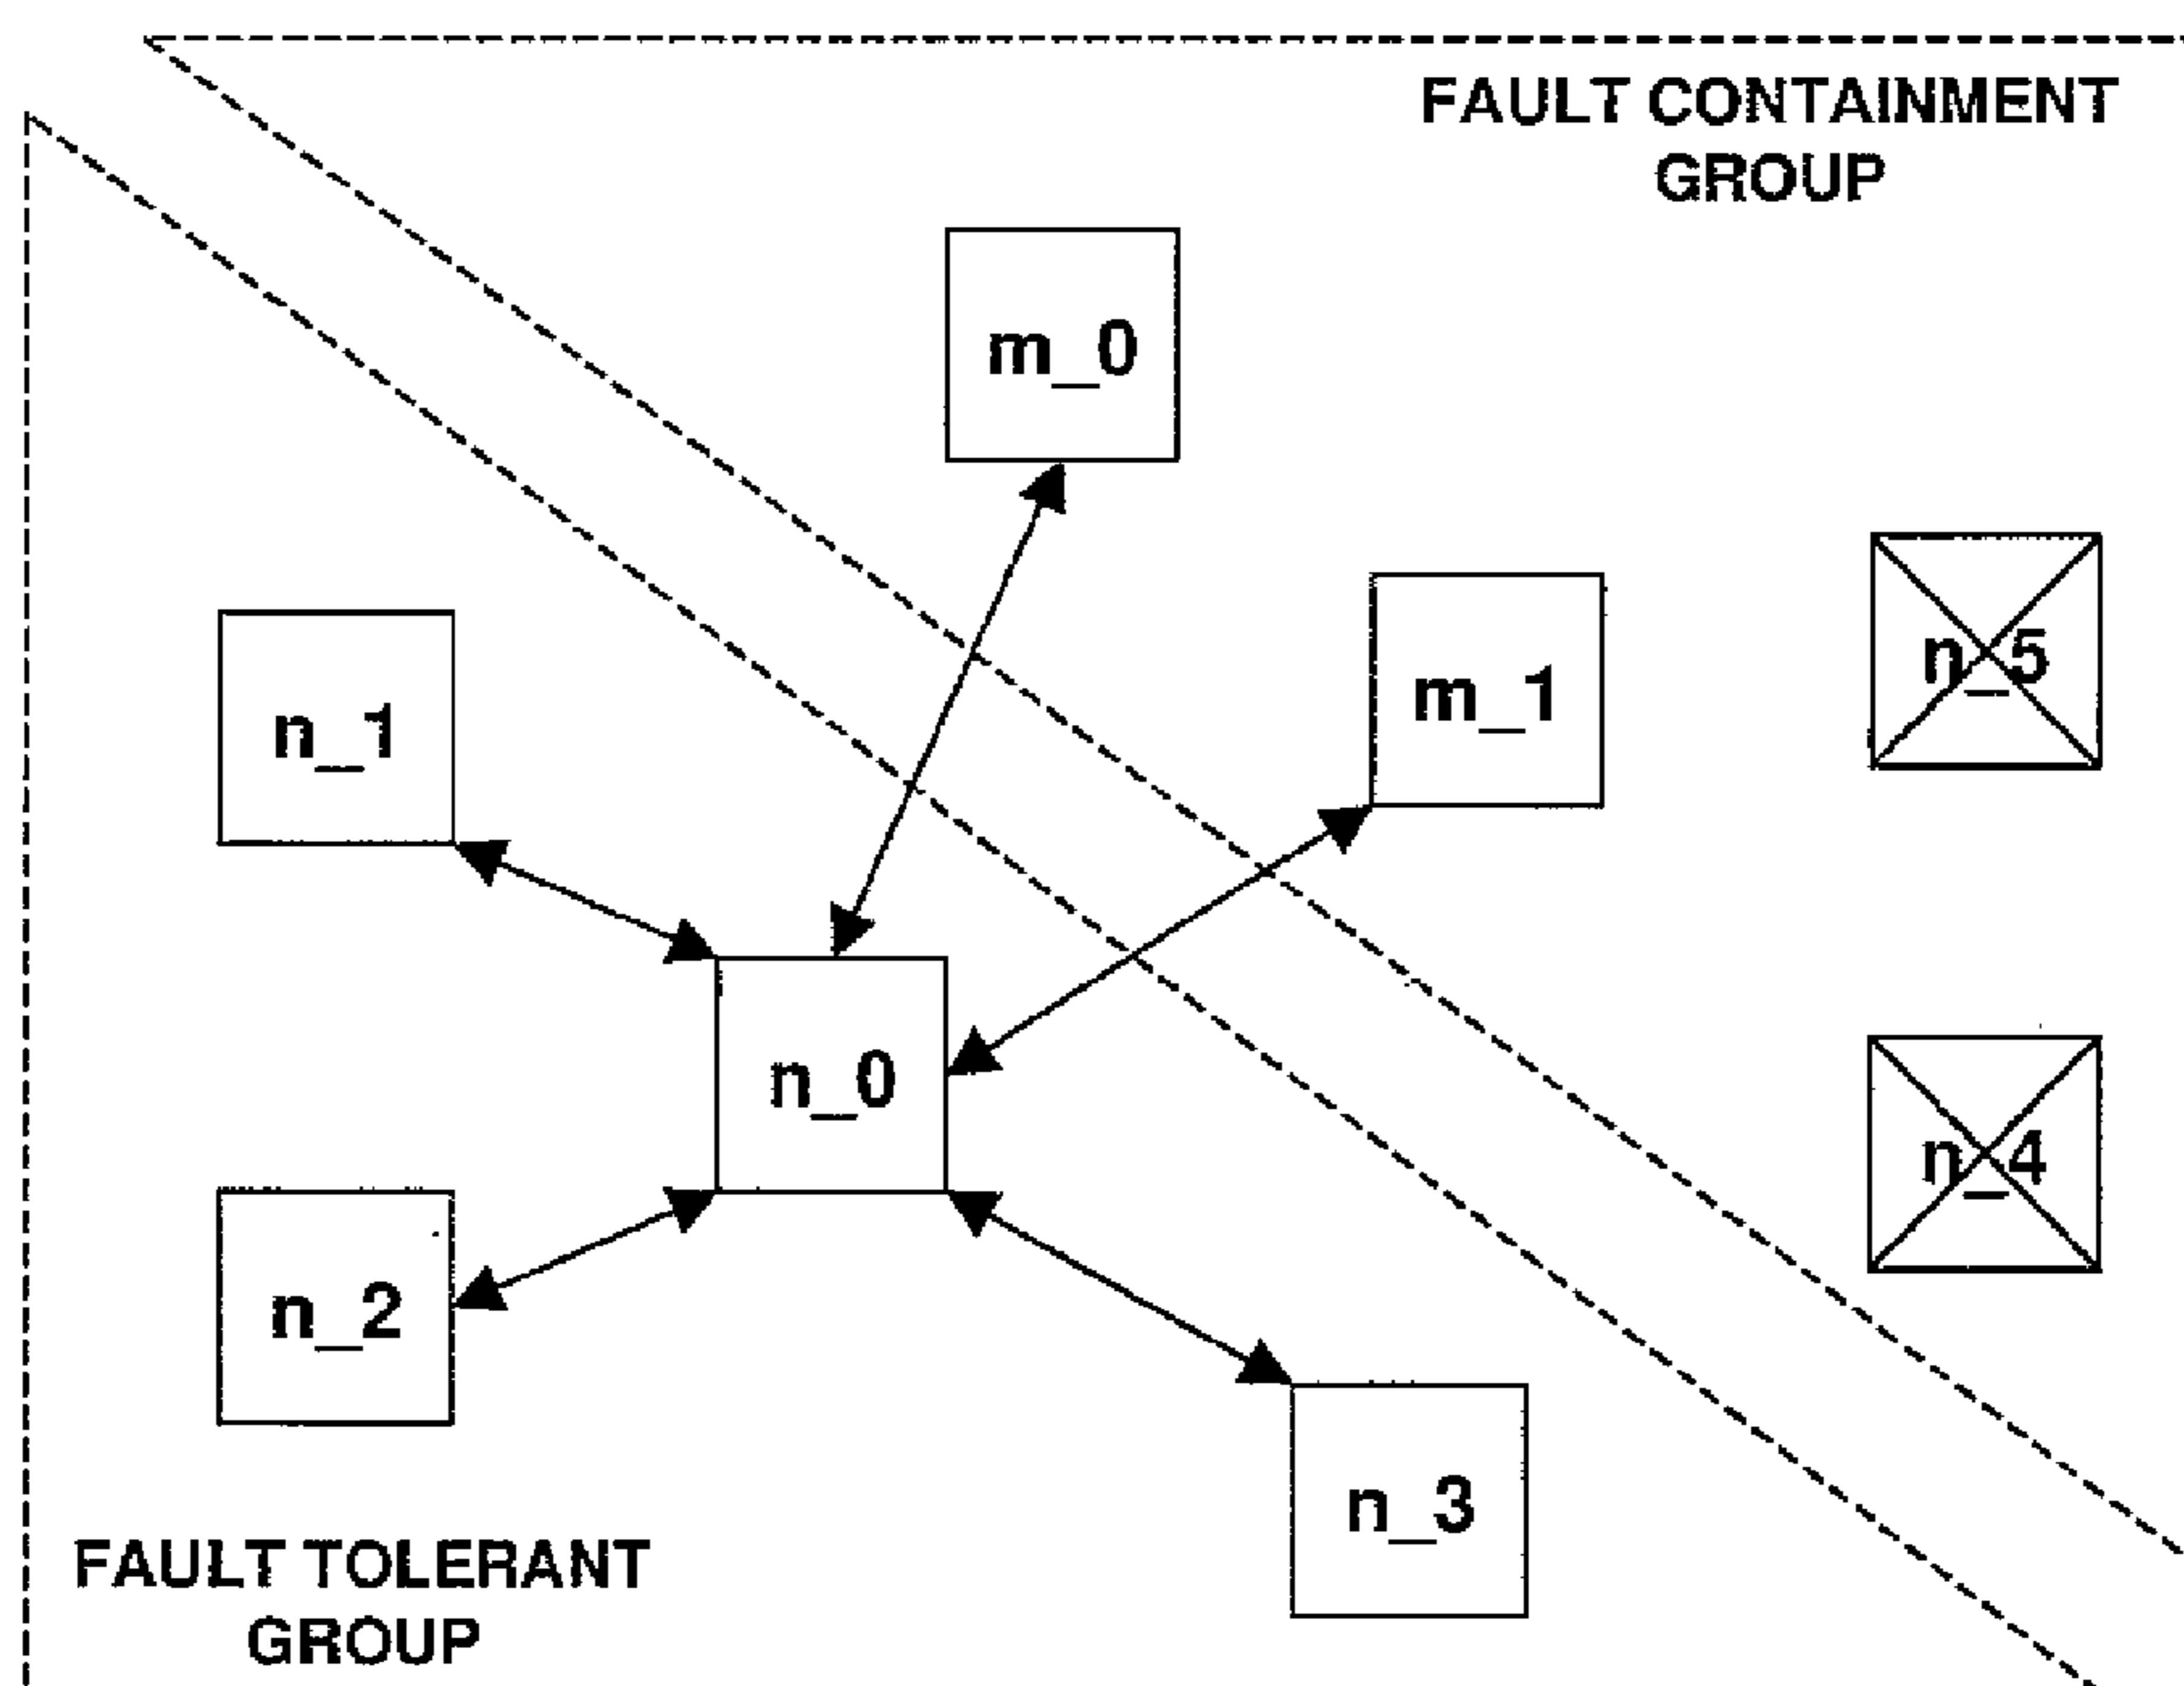 FAULT CONTAINMENT
GROUP
m_0
m_1
n_5
n_1
n_0
n_4
n_2
n_3
FAULT TOLERANT
GROUP